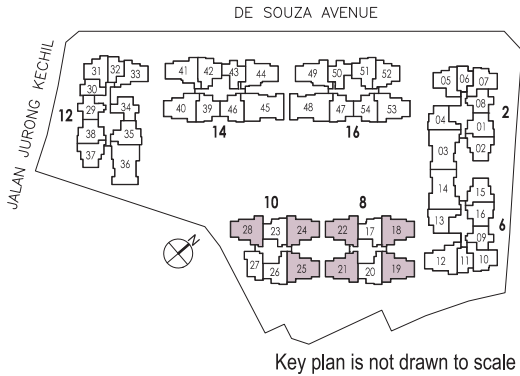 DE SOUZA AVENUE
JALAN JURONG KECHIL
31 32 33
30
29 34
12
38 35
37 36
41 42 43 44
40 39 46 45
14
49 50 51 52
48 47 54 53
16
05 06 07
08
2
04 01
03 02
14 15
13 16
6
09
12 11 10
10
28 23 24
27 26 25
8
22 17 18
21 20 19
N
Key plan is not drawn to scale